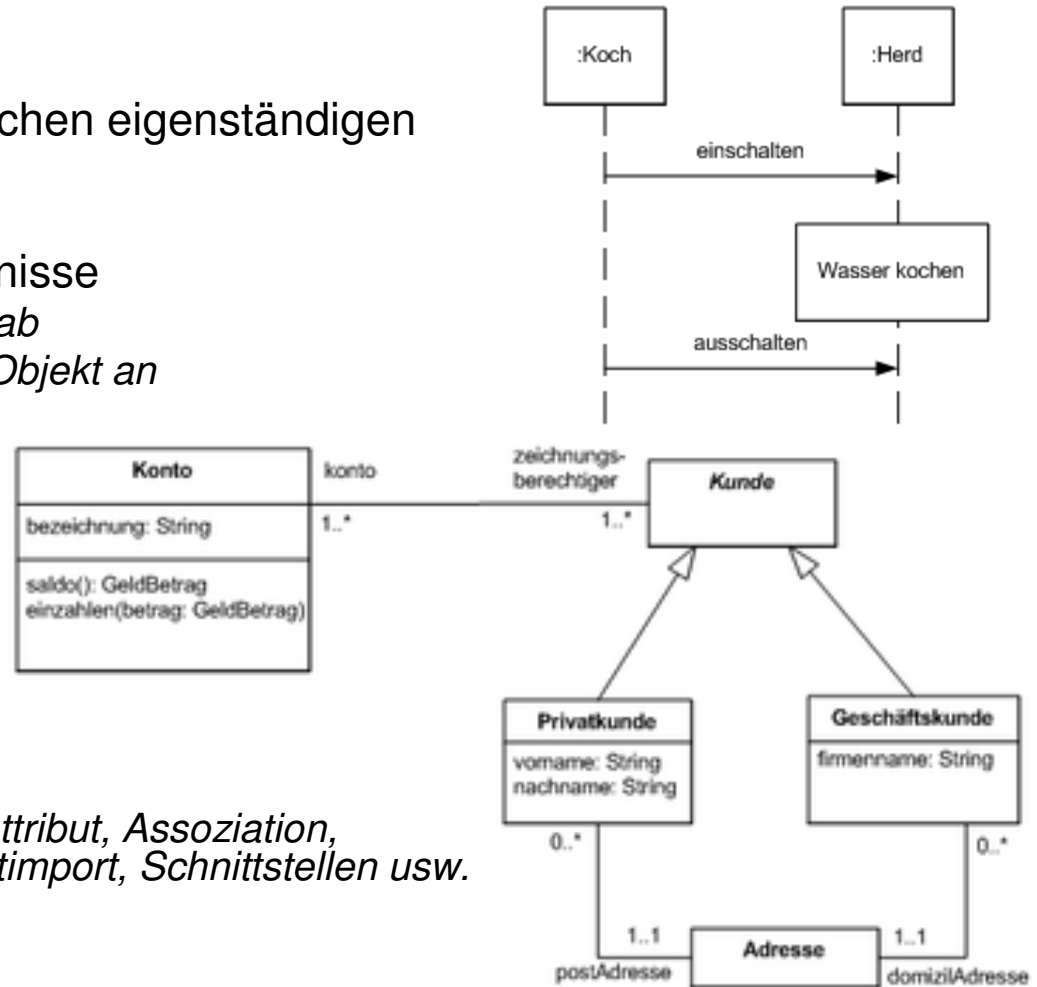 :Koch
:Herd
chen eigenständigen
einschalten
nisse
Wasser kochen
ab
Objekt an
ausschalten
Konto
konto
zeichnungs-
berechtiger
Kunde
bezeichnung: String
1..*
1..*
saldo(): GeldBetrag
einzahlen(betrag: GeldBetrag)
Privatkunde
Geschäftskunde
vorname: String
nachname: String
firmenname: String
ttribut, Assoziation,
timport, Schnittstellen usw.
0..*
0..*
1..1
Adresse
1..1
postAdresse
domizilAdresse